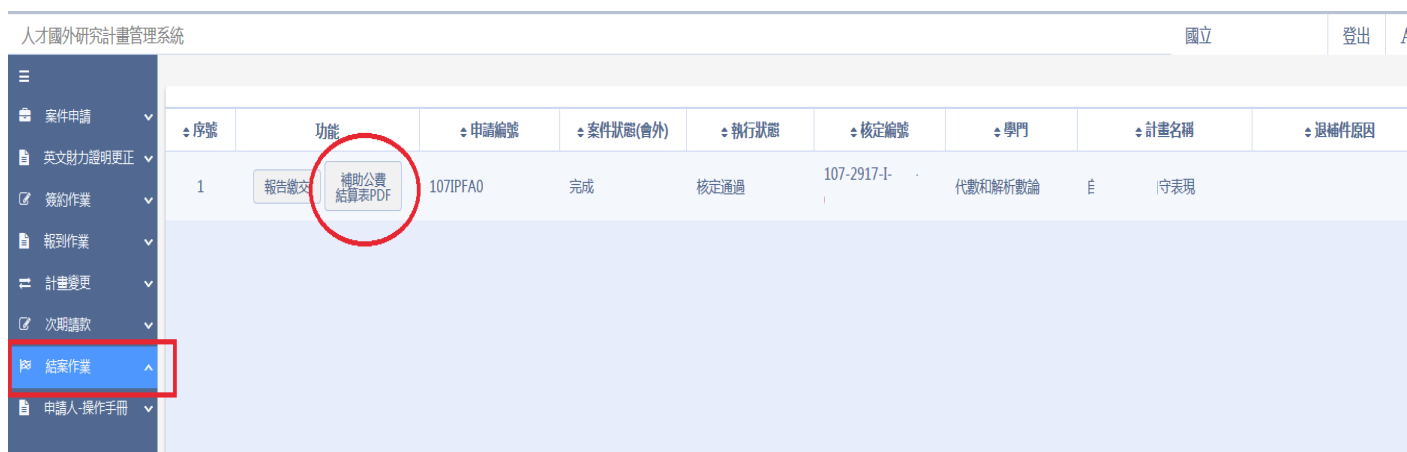 人才國外研究計畫管理系統
國立
登出
案件申請
英文財力證明更正
簽約作業
報到作業
計畫變更
次期請款
結案作業
申請人-操作手冊
序號
功能
申請編號
案件狀態(會外)
執行狀態
核定編號
學門
計畫名稱
退補件原因
1
報告繳交
補助公費
結算表PDF
107IPFA0
完成
核定通過
107-2917-I-
代數和解析數論
守表現